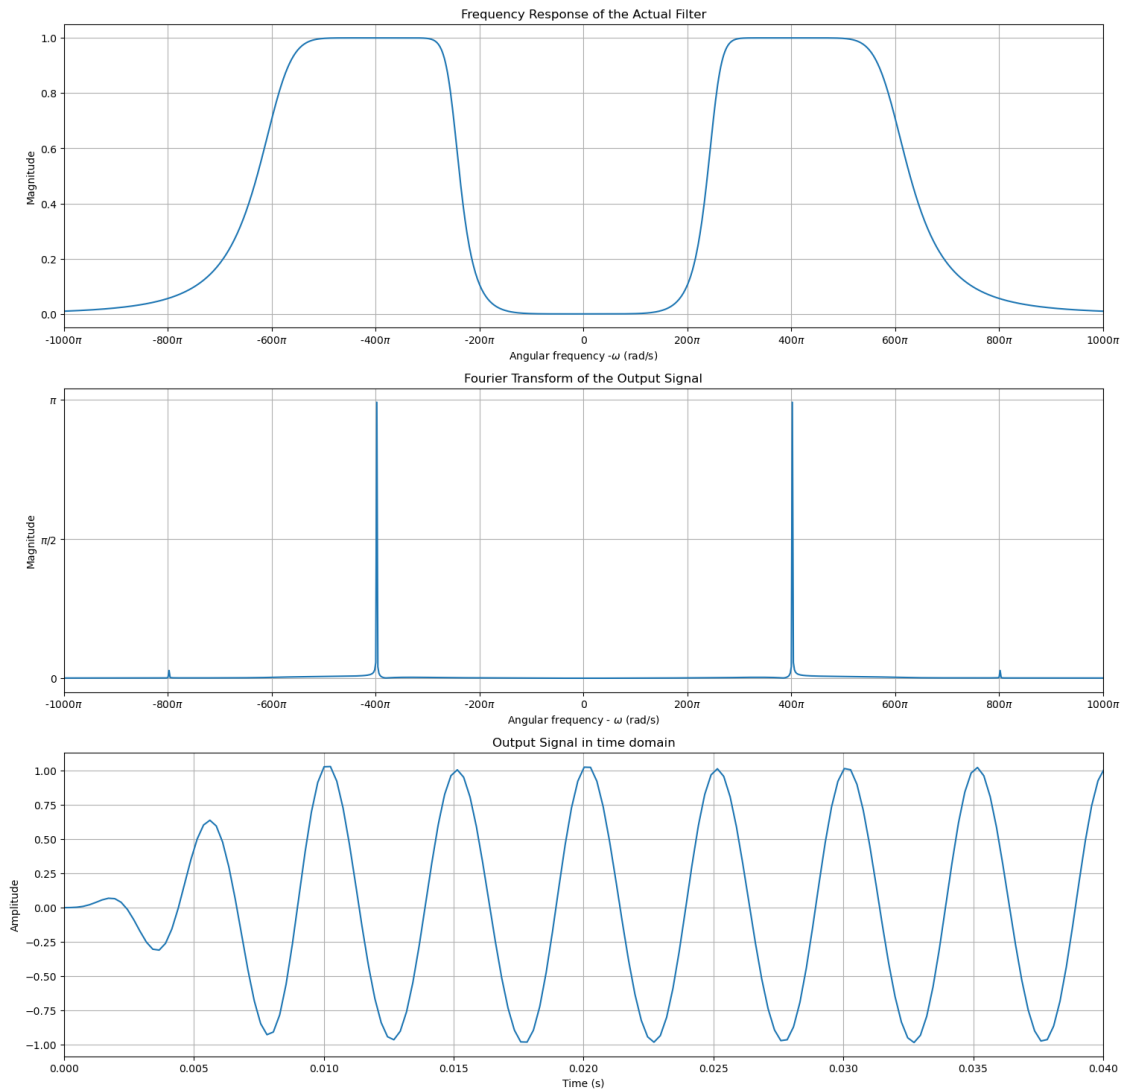 Frequency Response of the Actual Filter
1.0
0.8
0.6
0.4
0.2
0.0
Magnitude
-1000π -800π -600π -400π -200π 0 200π 400π 600π 800π 1000π
Angular frequency -ω (rad/s)
Fourier Transform of the Output Signal
π
π/2
0
Magnitude
-1000π -800π -600π -400π -200π 0 200π 400π 600π 800π 1000π
Angular frequency - ω (rad/s)
Output Signal in time domain
1.00
0.75
0.50
0.25
0.00
−0.25
−0.50
−0.75
−1.00
Amplitude
0.000 0.005 0.010 0.015 0.020 0.025 0.030 0.035 0.040
Time (s)